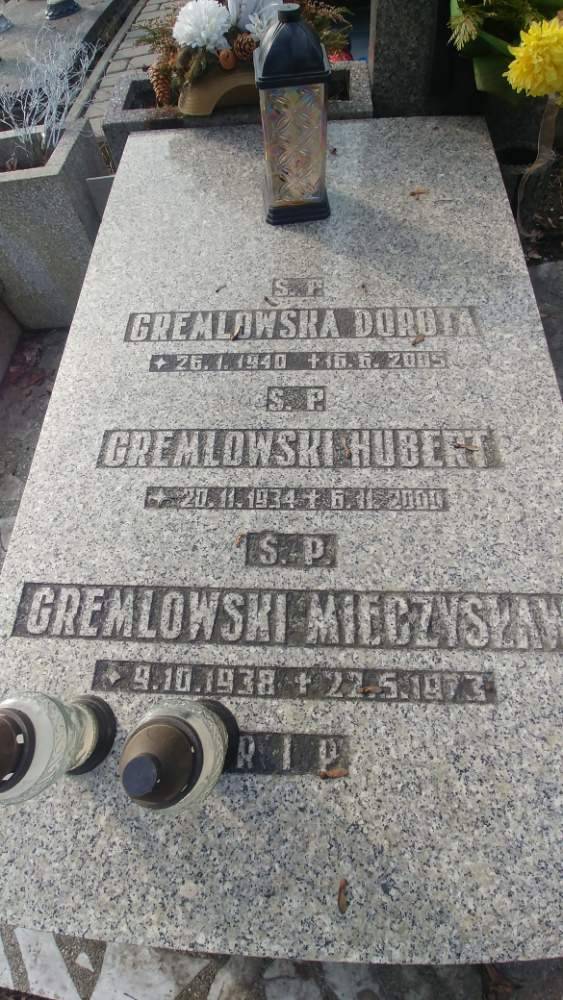 Ś. P.
GREMLOWSKA DOROTA
✦ 26.1.1940 ✝ 16.6.2005
Ś. P.
GREMLOWSKI HUBERT
✦ 20.11.1934 ✝ 6.11.2009
Ś. P.
GREMLOWSKI MIECZYSŁAW
✦ 9.10.1938 ✝ 27.5.1973
R I P